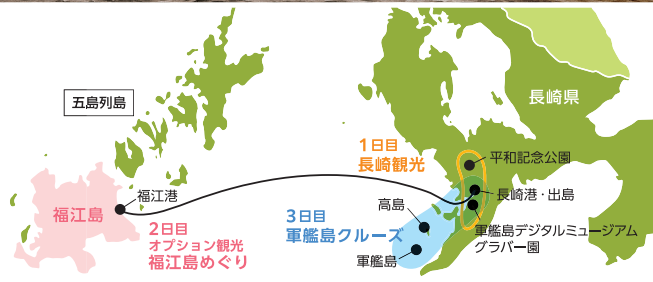 五島列島
長崎県
1日目
長崎観光
平和記念公園
福江港
長崎港・出島
福江島
高島
3日目
軍艦島クルーズ
2日目
オプション観光
福江島めぐり
軍艦島デジタルミュージアム
グラバー園
軍艦島